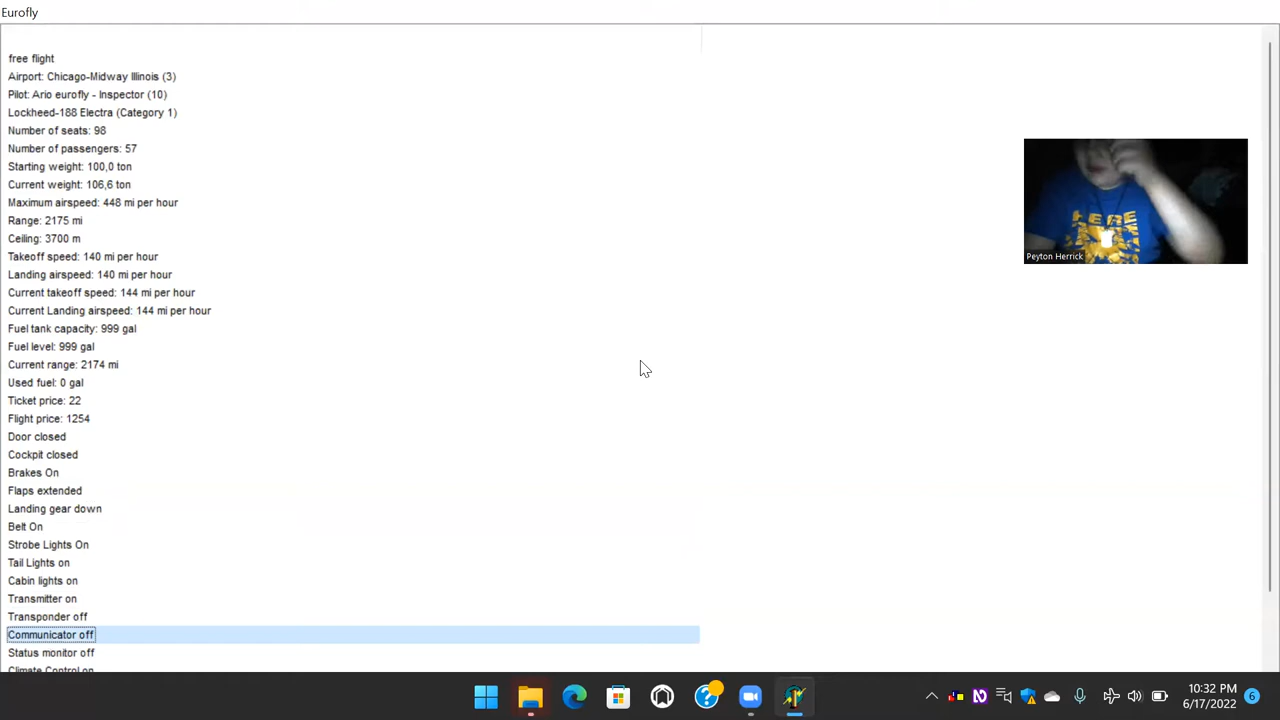 Eurofly
free flight
Airport: Chicago-Midway Illinois (3)
Pilot: Ario eurofly - Inspector (10)
Lockheed-188 Electra (Category 1)
Number of seats: 98
Number of passengers: 57
Starting weight: 100,0 ton
Current weight: 106,6 ton
Maximum airspeed: 448 mi per hour
Range: 2175 mi
Ceiling: 3700 m
Takeoff speed: 140 mi per hour
Landing airspeed: 140 mi per hour
Current takeoff speed: 144 mi per hour
Current Landing airspeed: 144 mi per hour
Fuel tank capacity: 999 gal
Fuel level: 999 gal
Current range: 2174 mi
Used fuel: 0 gal
Ticket price: 22
Flight price: 1254
Door closed
Cockpit closed
Brakes On
Flaps extended
Landing gear down
Belt On
Strobe Lights On
Tail Lights on
Cabin lights on
Transmitter on
Transponder off
Communicator off
Status monitor off
Climate Control on
HERE
Peyton Herrick
10:32 PM
6/17/2022
6